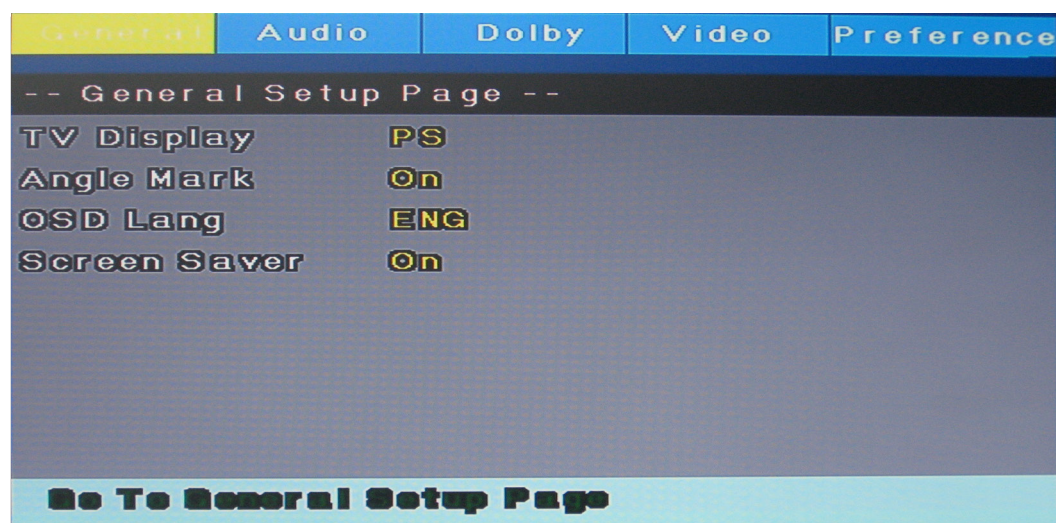 General Audio Dolby Video Preference
-- General Setup Page --
TV Display PS
Angle Mark On
OSD Lang ENG
Screen Saver On
Go To General Setup Page